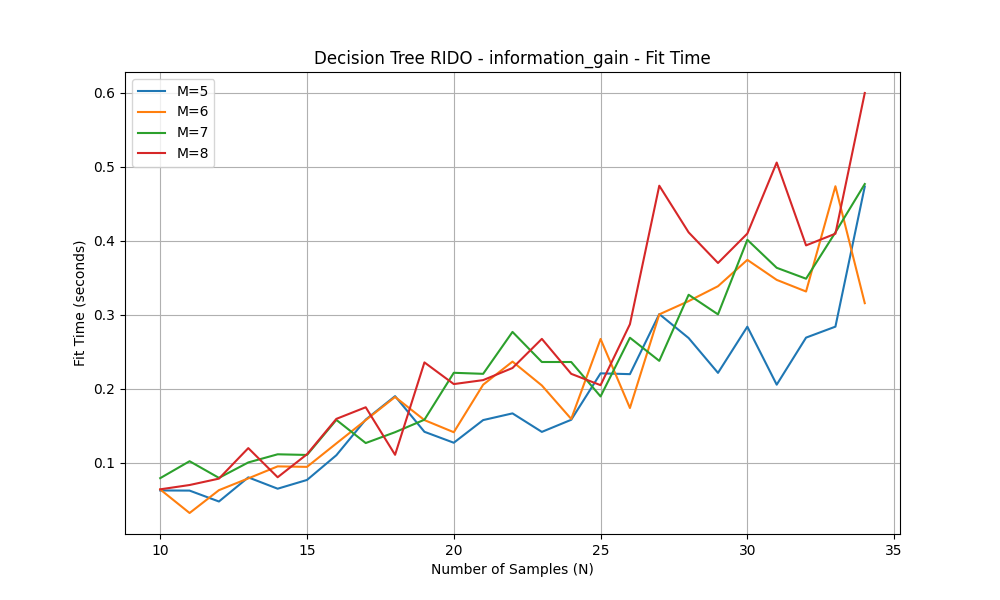 Decision Tree RIDO - information_gain - Fit Time
M=5
M=6
M=7
M=8
0.6
0.5
0.4
0.3
0.2
0.1
Fit Time (seconds)
10 15 20 25 30 35
Number of Samples (N)